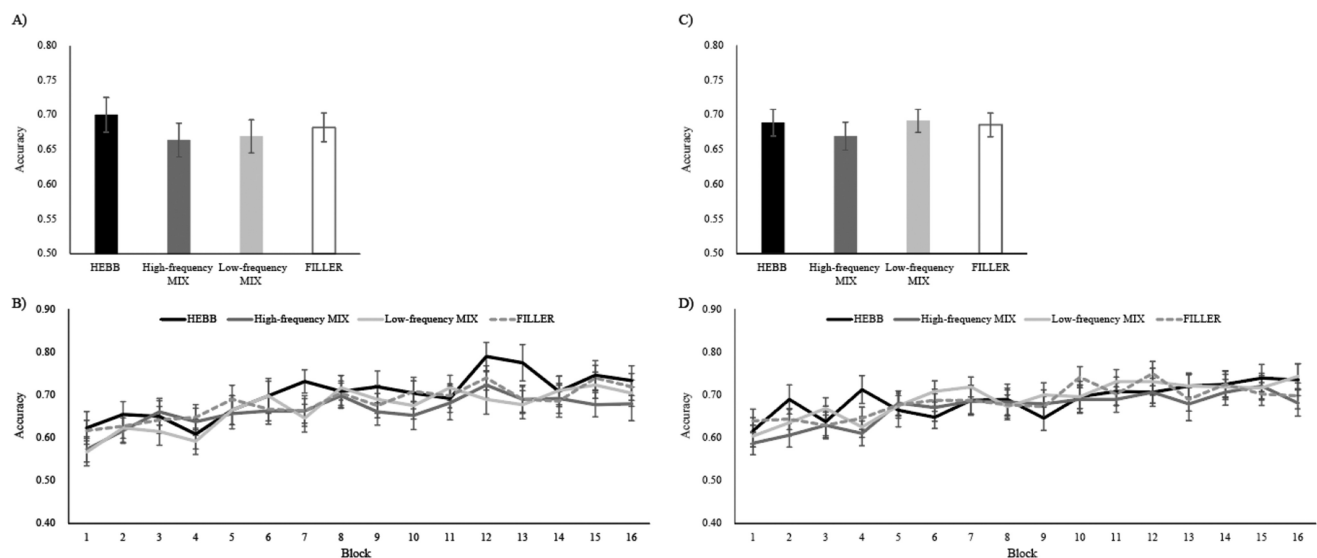 A)
0.80
0.70
0.65
0.60
0.55
0.50
Accuracy
HEBB
High-frequency
MIX
Low-frequency
MIX
FILLER
B)
0.90
0.80
0.70
0.60
0.50
0.40
Accuracy
HEBB High-frequency MIX Low-frequency MIX FILLER
1 2 3 4 5 6 7 8 9 10 11 12 13 14 15 16
Block
C)
0.80
0.70
0.65
0.60
0.55
0.50
Accuracy
HEBB
High-frequency
MIX
Low-frequency
MIX
FILLER
D)
0.90
0.80
0.70
0.60
0.50
0.40
Accuracy
HEBB High-frequency MIX Low-frequency MIX FILLER
1 2 3 4 5 6 7 8 9 10 11 12 13 14 15 16
Block